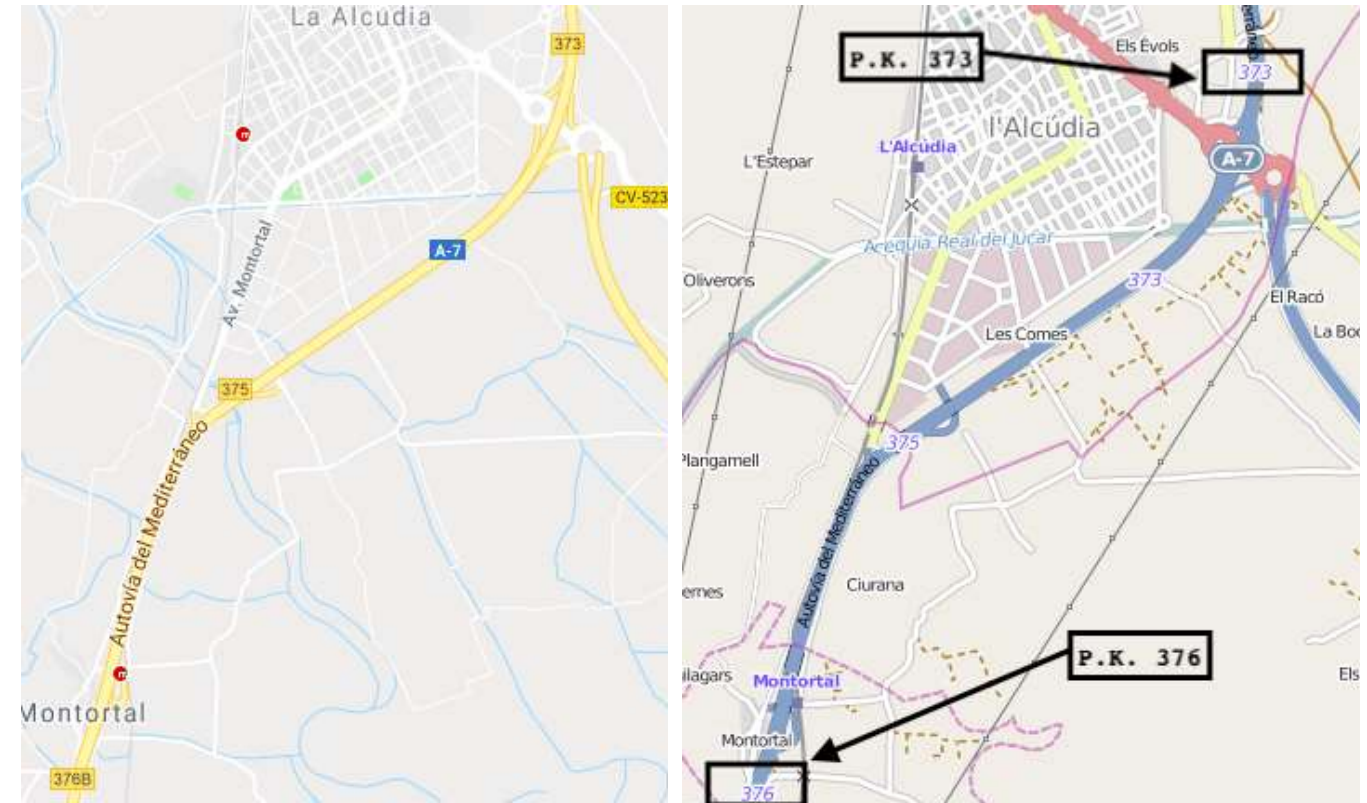 La Alcudia
373
CV-523
A-7
Av. Montortal
375
Autovía del Mediterráneo
Montortal
376B
P.K. 373
Els Évols
373
l'Alcúdia
L'Alcúdia
L'Estepar
A-7
Acequia Real del Júcar
Oliverons
373
El Racó
Les Comes
375
Autovía del Mediterráneo
Ciurana
P.K. 376
Montortal
Montortal
376
Els